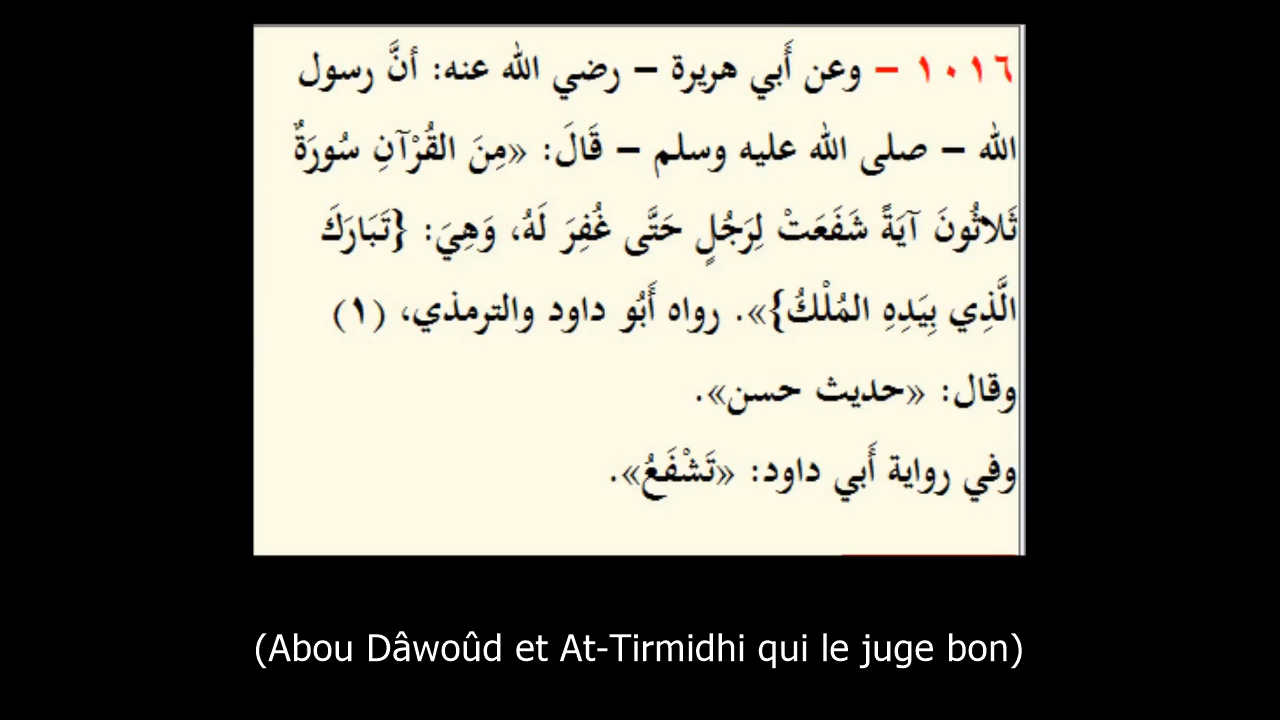 ١٠١٦ – وعن أَبي هريرة – رضي الله عنه: أنَّ رسول
الله – صلى الله عليه وسلم – قَالَ: «مِنَ القُرْآنِ سُورَةٌ
ثَلاثُونَ آيَةً شَفَعَتْ لِرَجُلٍ حَتَّى غُفِرَ لَهُ، وَهِيَ: {تَبَارَكَ
الَّذِي بِيَدِهِ المُلْكُ}». رواه أَبُو داود والترمذي، (١)
وقال: «حديث حسن».
وفي رواية أَبي داود: «تَشْفَعُ».
(Abou Dâwoûd et At-Tirmidhi qui le juge bon)